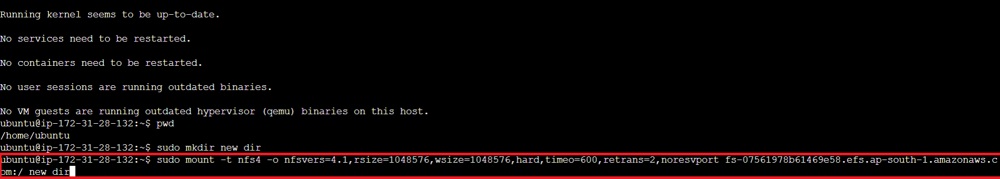 Running kernel seems to be up-to-date.
No services need to be restarted.
No containers need to be restarted.
No user sessions are running outdated binaries.
No VM guests are running outdated hypervisor (qemu) binaries on this host.
ubuntu@ip-172-31-28-132:~$ pwd
/home/ubuntu
ubuntu@ip-172-31-28-132:~$ sudo mkdir new dir
ubuntu@ip-172-31-28-132:~$ sudo mount -t nfs4 -o nfsvers=4.1,rsize=1048576,wsize=1048576,hard,timeo=600,retrans=2,noresvport fs-07561978b61469e58.efs.ap-south-1.amazonaws.c
om:/ new dir